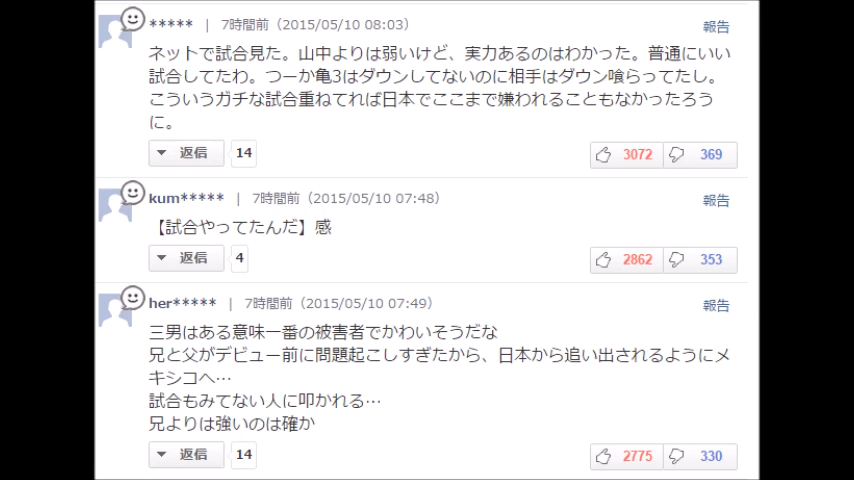 ***** | 7時間前（2015/05/10 08:03） 報告
ネットで試合見た。山中よりは弱いけど、実力あるのはわかった。普通にいい
試合してたわ。つーか亀3はダウンしてないのに相手はダウン喰らってたし。
こういうガチな試合重ねてれば日本でここまで嫌われることもなかったろう
に。
返信 14 3072 369
kum***** | 7時間前（2015/05/10 07:48） 報告
【試合やってたんだ】感
返信 4 2862 353
her***** | 7時間前（2015/05/10 07:49） 報告
三男はある意味一番の被害者でかわいそうだな
兄と父がデビュー前に問題起こしすぎたから、日本から追い出されるようにメ
キシコへ…
試合もみてない人に叩かれる…
兄よりは強いのは確か
返信 14 2775 330